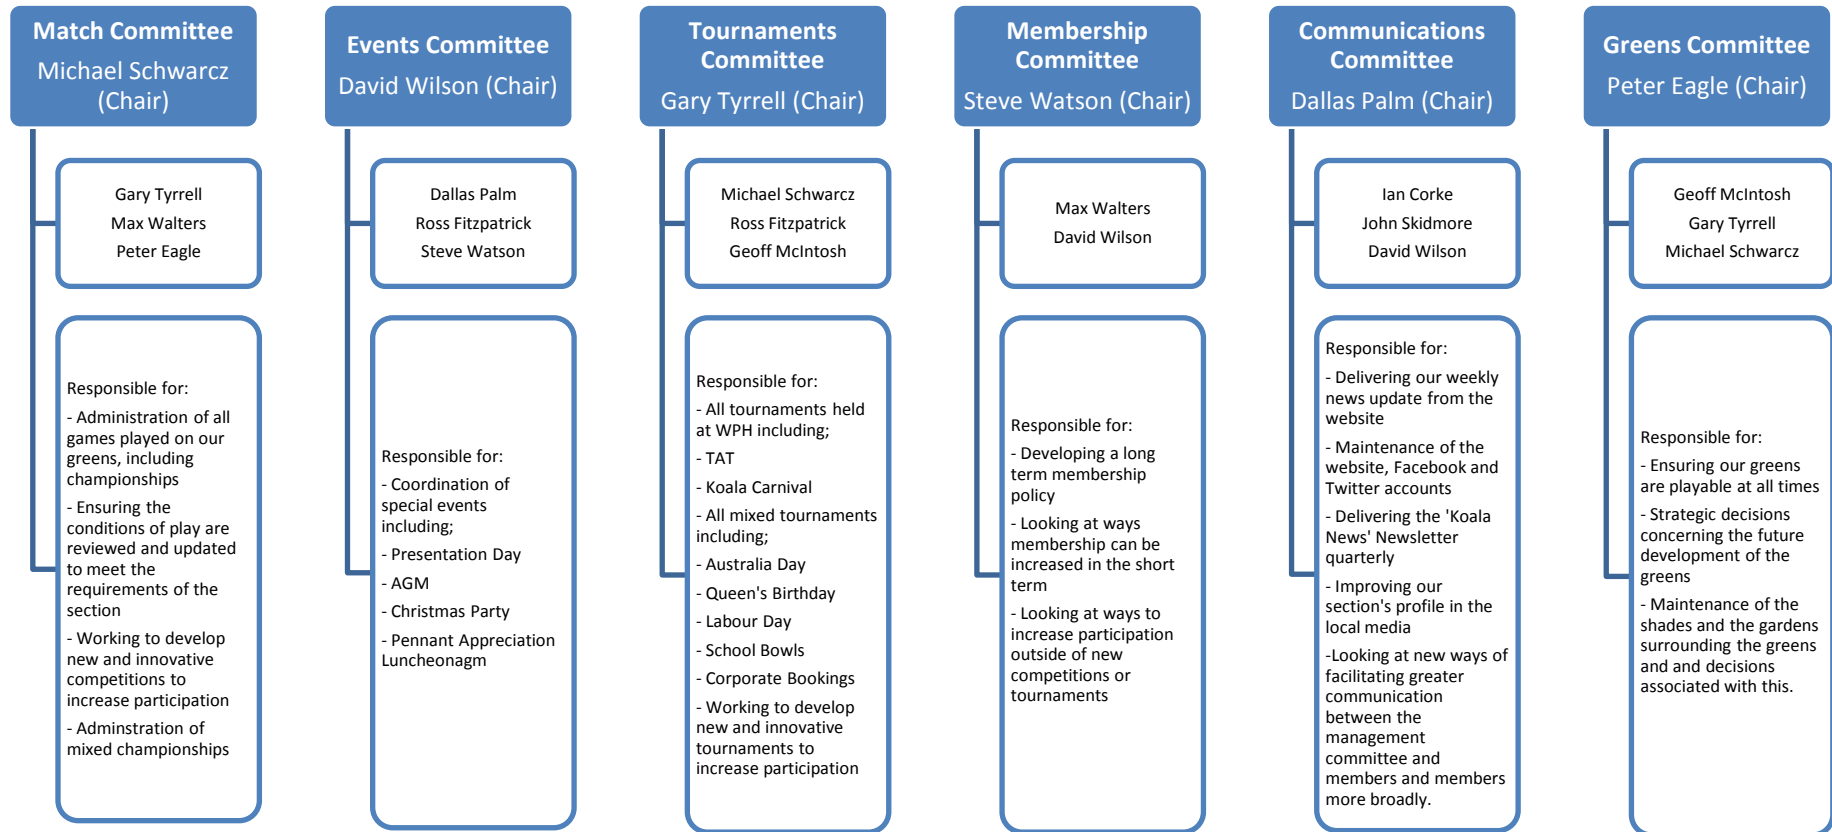 Match Committee
Michael Schwarcz
(Chair)
Gary Tyrrell
Max Walters
Peter Eagle
Responsible for:
- Administration of all
games played on our
greens, including
championships
- Ensuring the
conditions of play are
reviewed and updated
to meet the
requirements of the
section
- Working to develop
new and innovative
competitions to
increase participation
- Adminstration of
mixed championships
Events Committee
David Wilson (Chair)
Dallas Palm
Ross Fitzpatrick
Steve Watson
Responsible for:
- Coordination of
special events
including;
- Presentation Day
- AGM
- Christmas Party
- Pennant Appreciation
Luncheonagm
Tournaments
Committee
Gary Tyrrell (Chair)
Michael Schwarcz
Ross Fitzpatrick
Geoff McIntosh
Responsible for:
- All tournaments held
at WPH including;
- TAT
- Koala Carnival
- All mixed tournaments
including;
- Australia Day
- Queen's Birthday
- Labour Day
- School Bowls
- Corporate Bookings
- Working to develop
new and innovative
tournaments to
increase participation
Membership
Committee
Steve Watson (Chair)
Max Walters
David Wilson
Responsible for:
- Developing a long
term membership
policy
- Looking at ways
membership can be
increased in the short
term
- Looking at ways to
increase participation
outside of new
competitions or
tournaments
Communications
Committee
Dallas Palm (Chair)
Ian Corke
John Skidmore
David Wilson
Responsible for:
- Delivering our weekly
news update from the
website
- Maintenance of the
website, Facebook and
Twitter accounts
- Delivering the 'Koala
News' Newsletter
quarterly
- Improving our
section's profile in the
local media
-Looking at new ways of
facilitating greater
communication
between the
management
committee and
members and members
more broadly.
Greens Committee
Peter Eagle (Chair)
Geoff McIntosh
Gary Tyrrell
Michael Schwarcz
Responsible for:
- Ensuring our greens
are playable at all times
- Strategic decisions
concerning the future
development of the
greens
- Maintenance of the
shades and the gardens
surrounding the greens
and and decisions
associated with this.